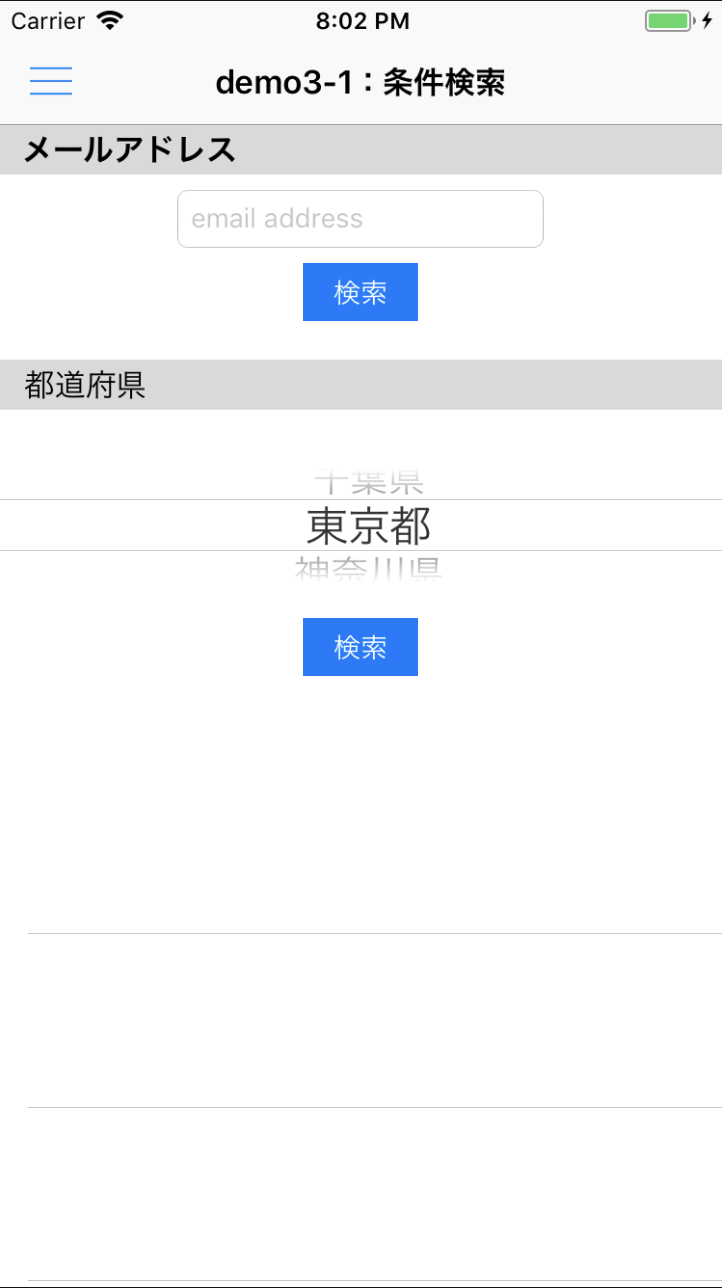 Carrier 8:02 PM
demo3-1：条件検索
メールアドレス
email address
検索
都道府県
千葉県
東京都
神奈川県
検索